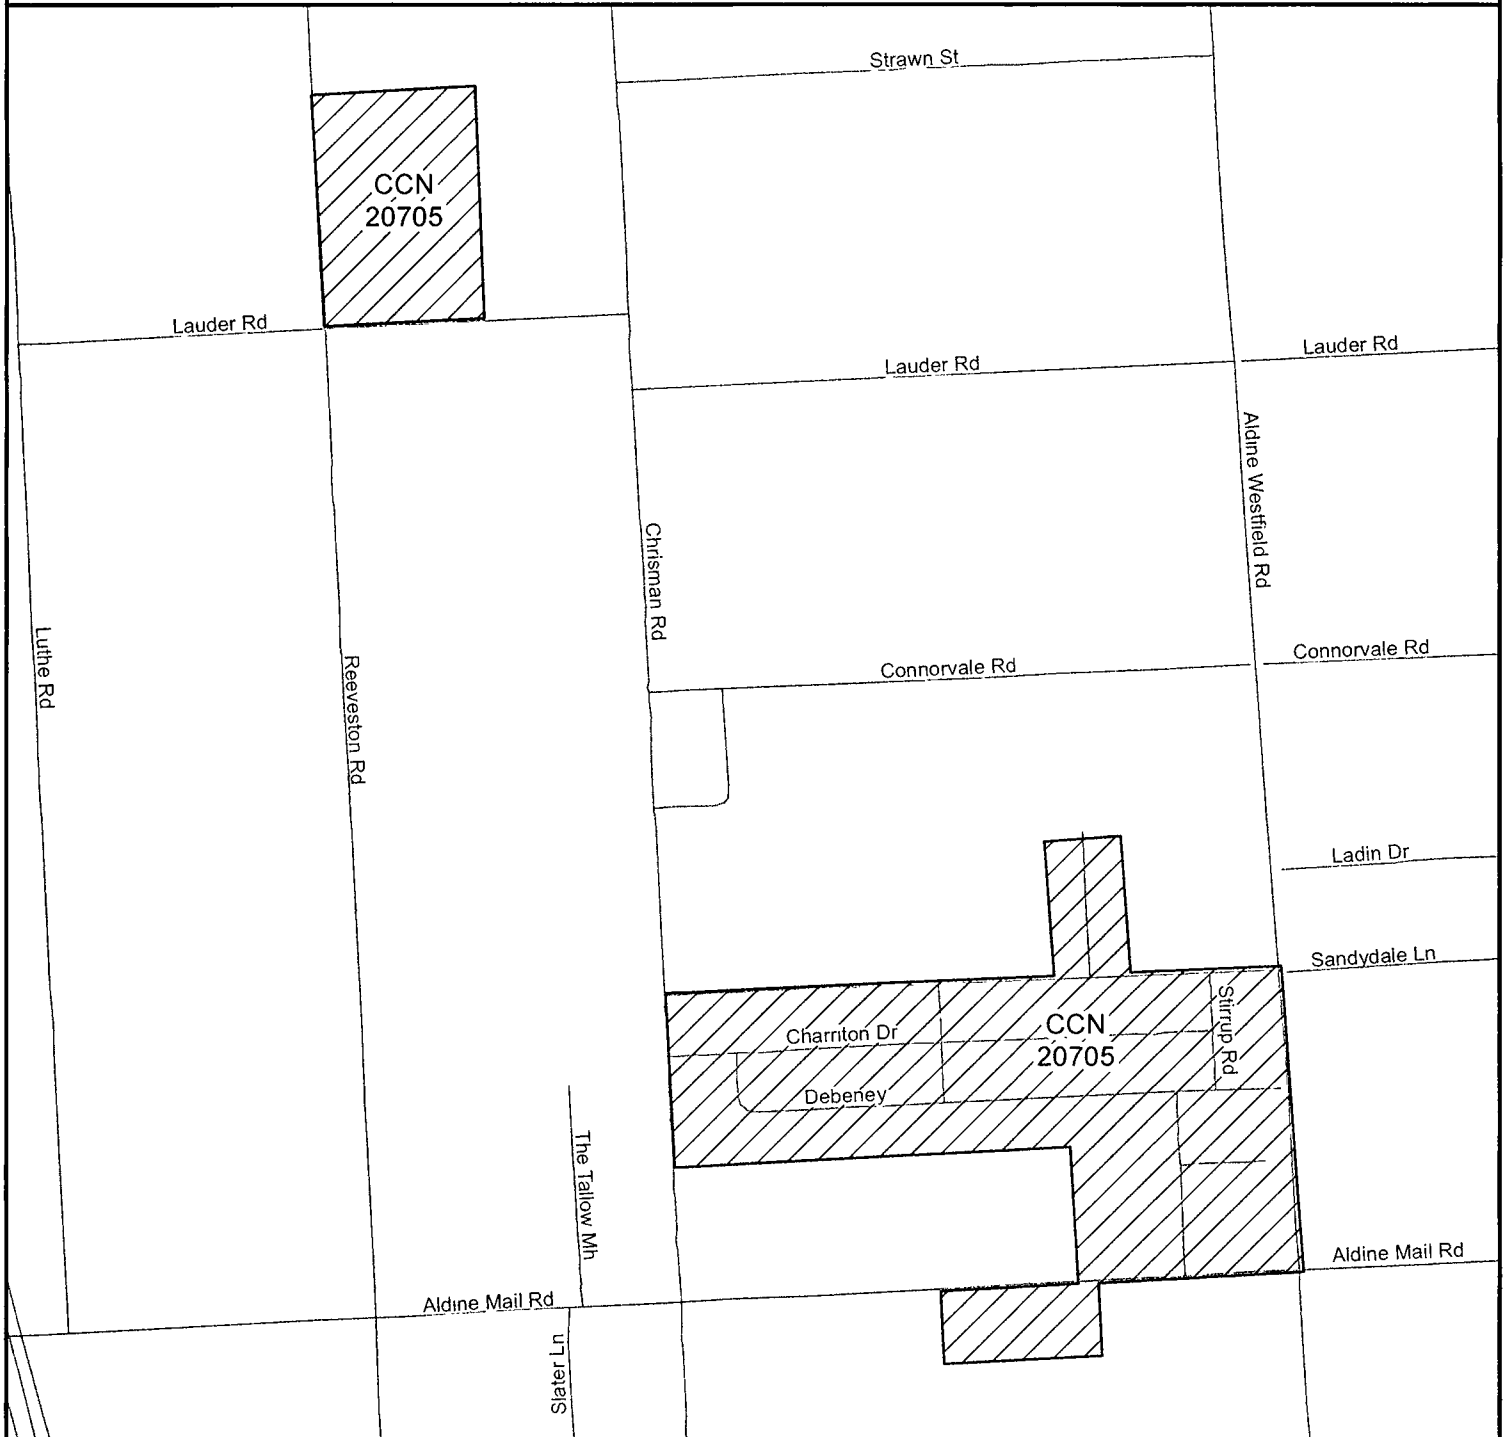 Strawn St
CCN
20705
Lauder Rd
Lauder Rd
Lauder Rd
Aldine Westfield Rd
Chrisman Rd
Luthe Rd
Reeveston Rd
Connorvale Rd
Connorvale Rd
Ladin Dr
Sandydale Ln
Stirrup Rd
CCN
20705
Charriton Dr
Debeney
The Tallow Mh
Aldine Mail Rd
Aldine Mail Rd
Slater Ln